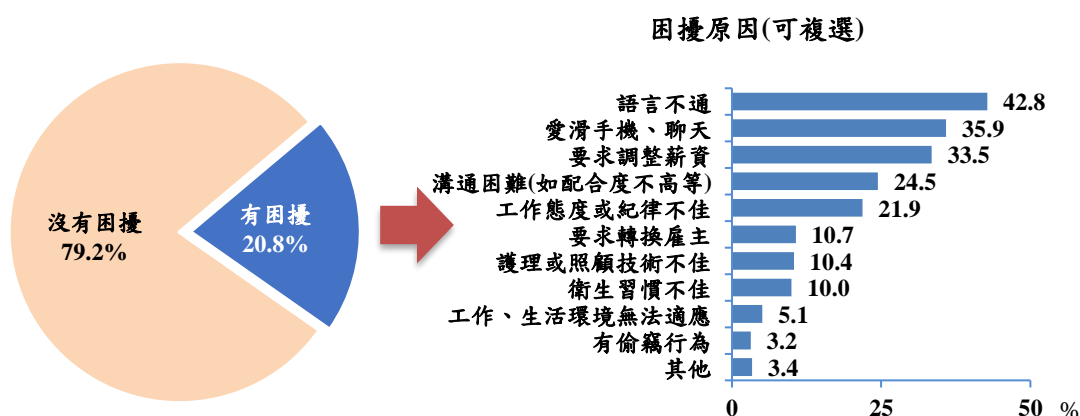 困擾原因(可複選)
沒有困擾
79.2%
有困擾
20.8%
語言不通 42.8
愛滑手機、聊天 35.9
要求調整薪資 33.5
溝通困難(如配合度不高等) 24.5
工作態度或紀律不佳 21.9
要求轉換雇主 10.7
護理或照顧技術不佳 10.4
衛生習慣不佳 10.0
工作、生活環境無法適應 5.1
有偷竊行為 3.2
其他 3.4
0 25 50 %